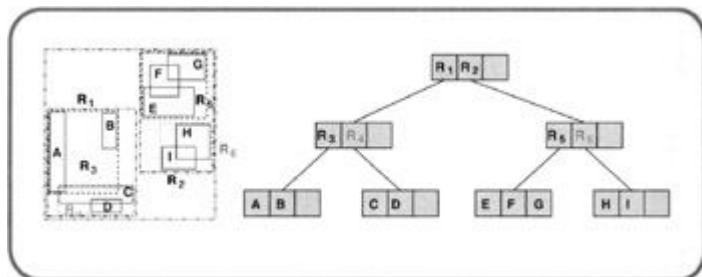 G
F
R₁
E
R₅
B
H
A
R₆
R₃
I
R₂
C
D
R₁ R₂
R₃ R₄
R₅ R₆
A B
C D
E F G
H I